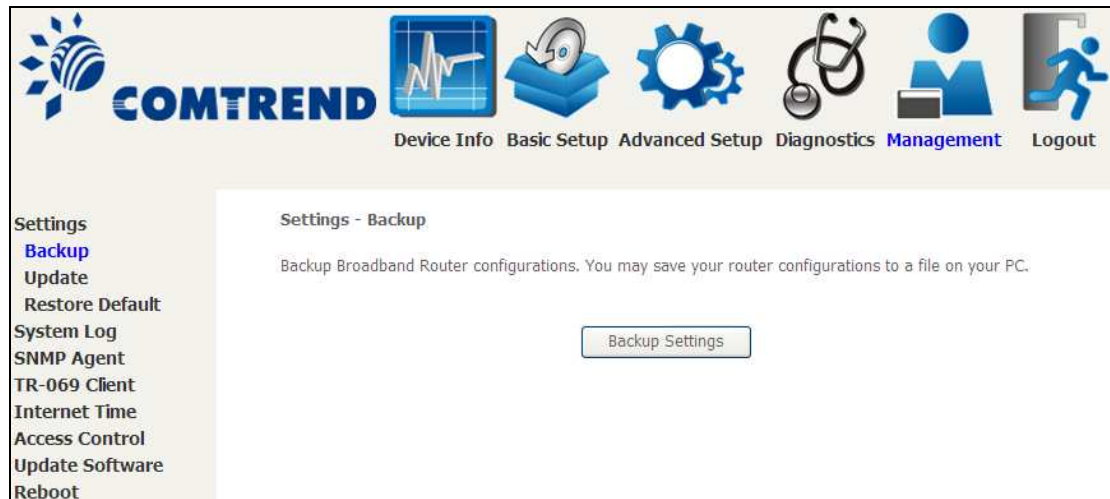 COMTREND
Device Info Basic Setup Advanced Setup Diagnostics Management Logout
Settings
Backup
Update
Restore Default
System Log
SNMP Agent
TR-069 Client
Internet Time
Access Control
Update Software
Reboot
Settings - Backup
Backup Broadband Router configurations. You may save your router configurations to a file on your PC.
Backup Settings